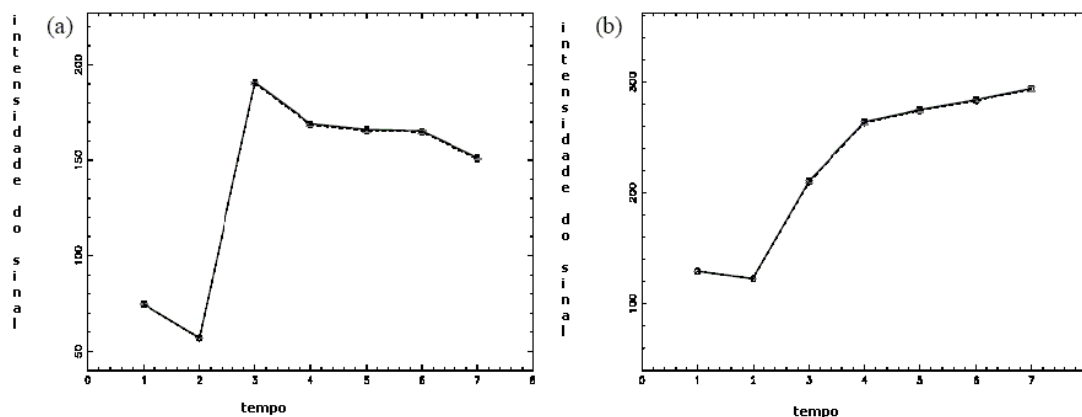 (a)
intensidade do sinal
200
150
100
50
0 1 2 3 4 5 6 7 8
tempo
(b)
intensidade do sinal
300
200
100
0 1 2 3 4 5 6 7
tempo